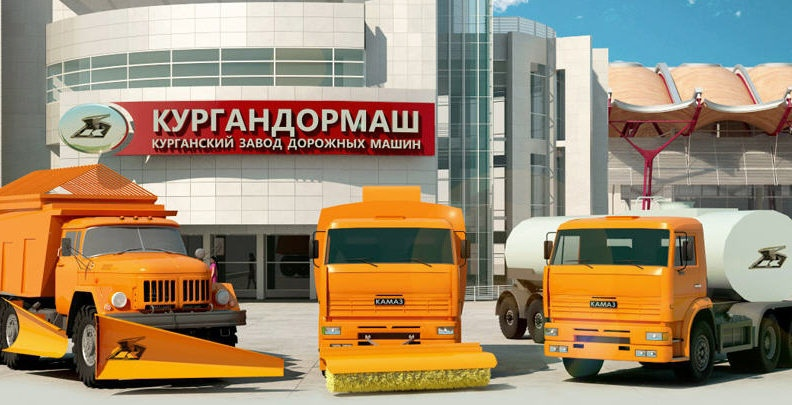 КУРГАНДОРМАШ
КУРГАНСКИЙ ЗАВОД ДОРОЖНЫХ МАШИН
КАМАЗ
КАМАЗ